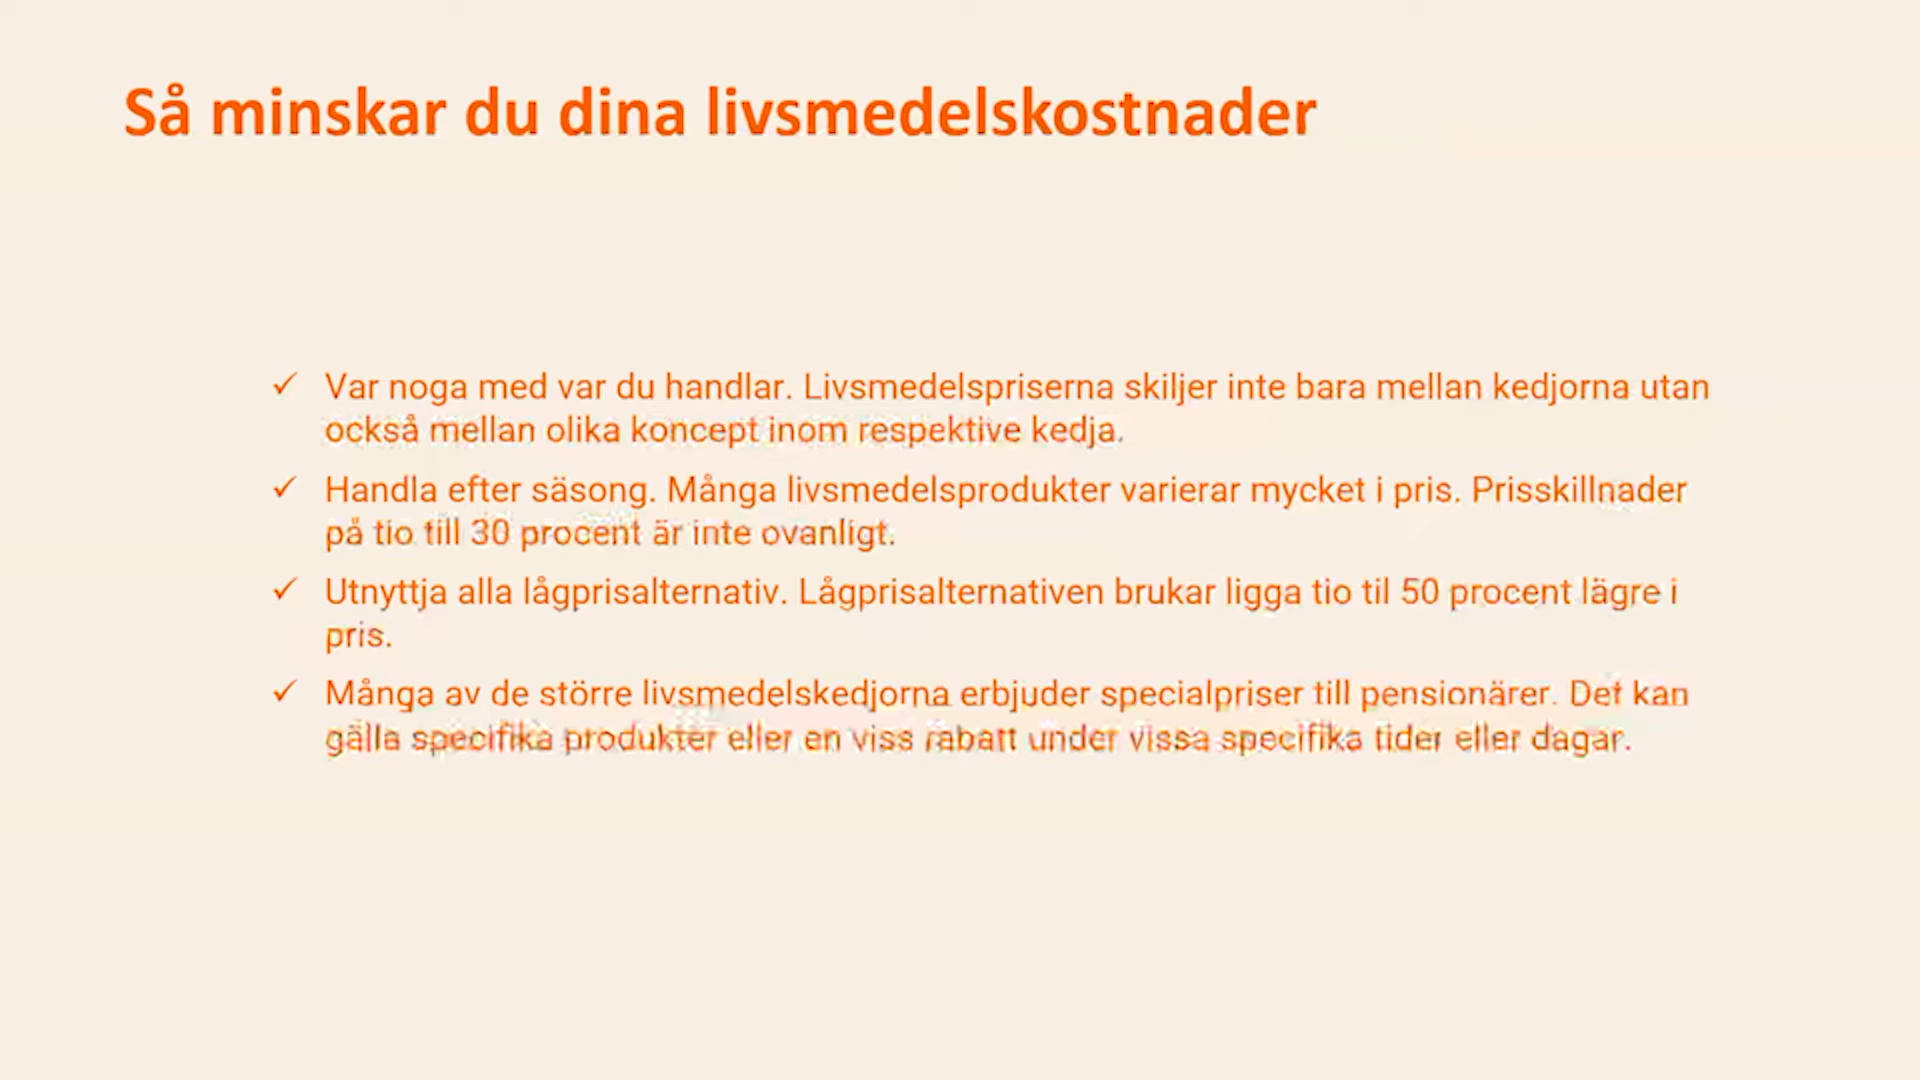 Så minskar du dina livsmedelskostnader
✓ Var noga med var du handlar. Livsmedelspriserna skiljer inte bara mellan kedjorna utan
också mellan olika koncept inom respektive kedja.
✓ Handla efter säsong. Många livsmedelsprodukter varierar mycket i pris. Prisskillnader
på tio till 30 procent är inte ovanligt.
✓ Utnyttja alla lågprisalternativ. Lågprisalternativen brukar ligga tio til 50 procent lägre i
pris.
✓ Många av de större livsmedelskedjorna erbjuder specialpriser till pensionärer. Det kan
gälla specifika produkter eller en viss rabatt under vissa specifika tider eller dagar.